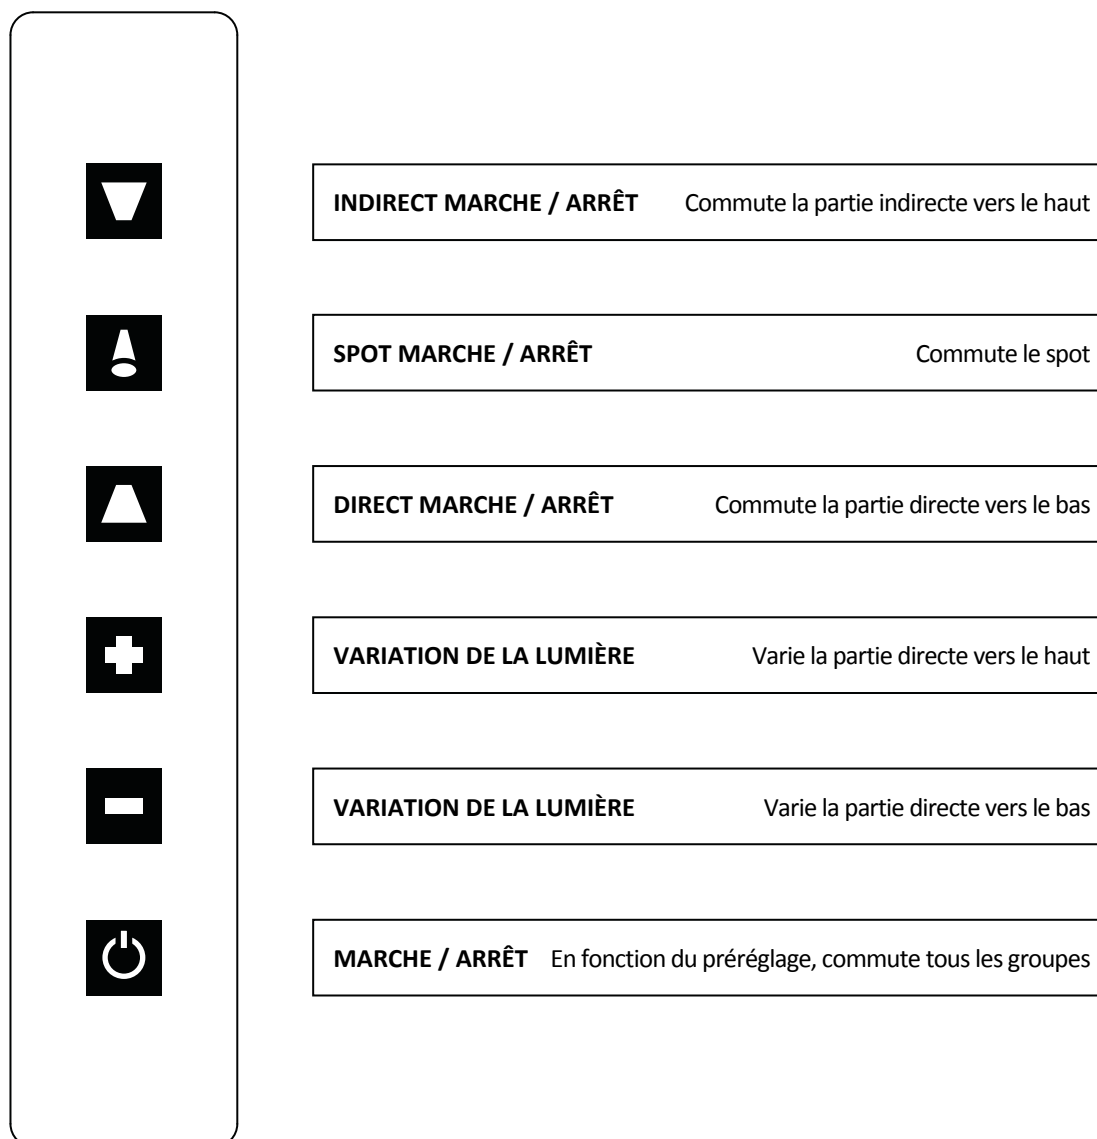 INDIRECT MARCHE / ARRÊT Commute la partie indirecte vers le haut
SPOT MARCHE / ARRÊT Commute le spot
DIRECT MARCHE / ARRÊT Commute la partie directe vers le bas
VARIATION DE LA LUMIÈRE Varie la partie directe vers le haut
VARIATION DE LA LUMIÈRE Varie la partie directe vers le bas
MARCHE / ARRÊT En fonction du préréglage, commute tous les groupes